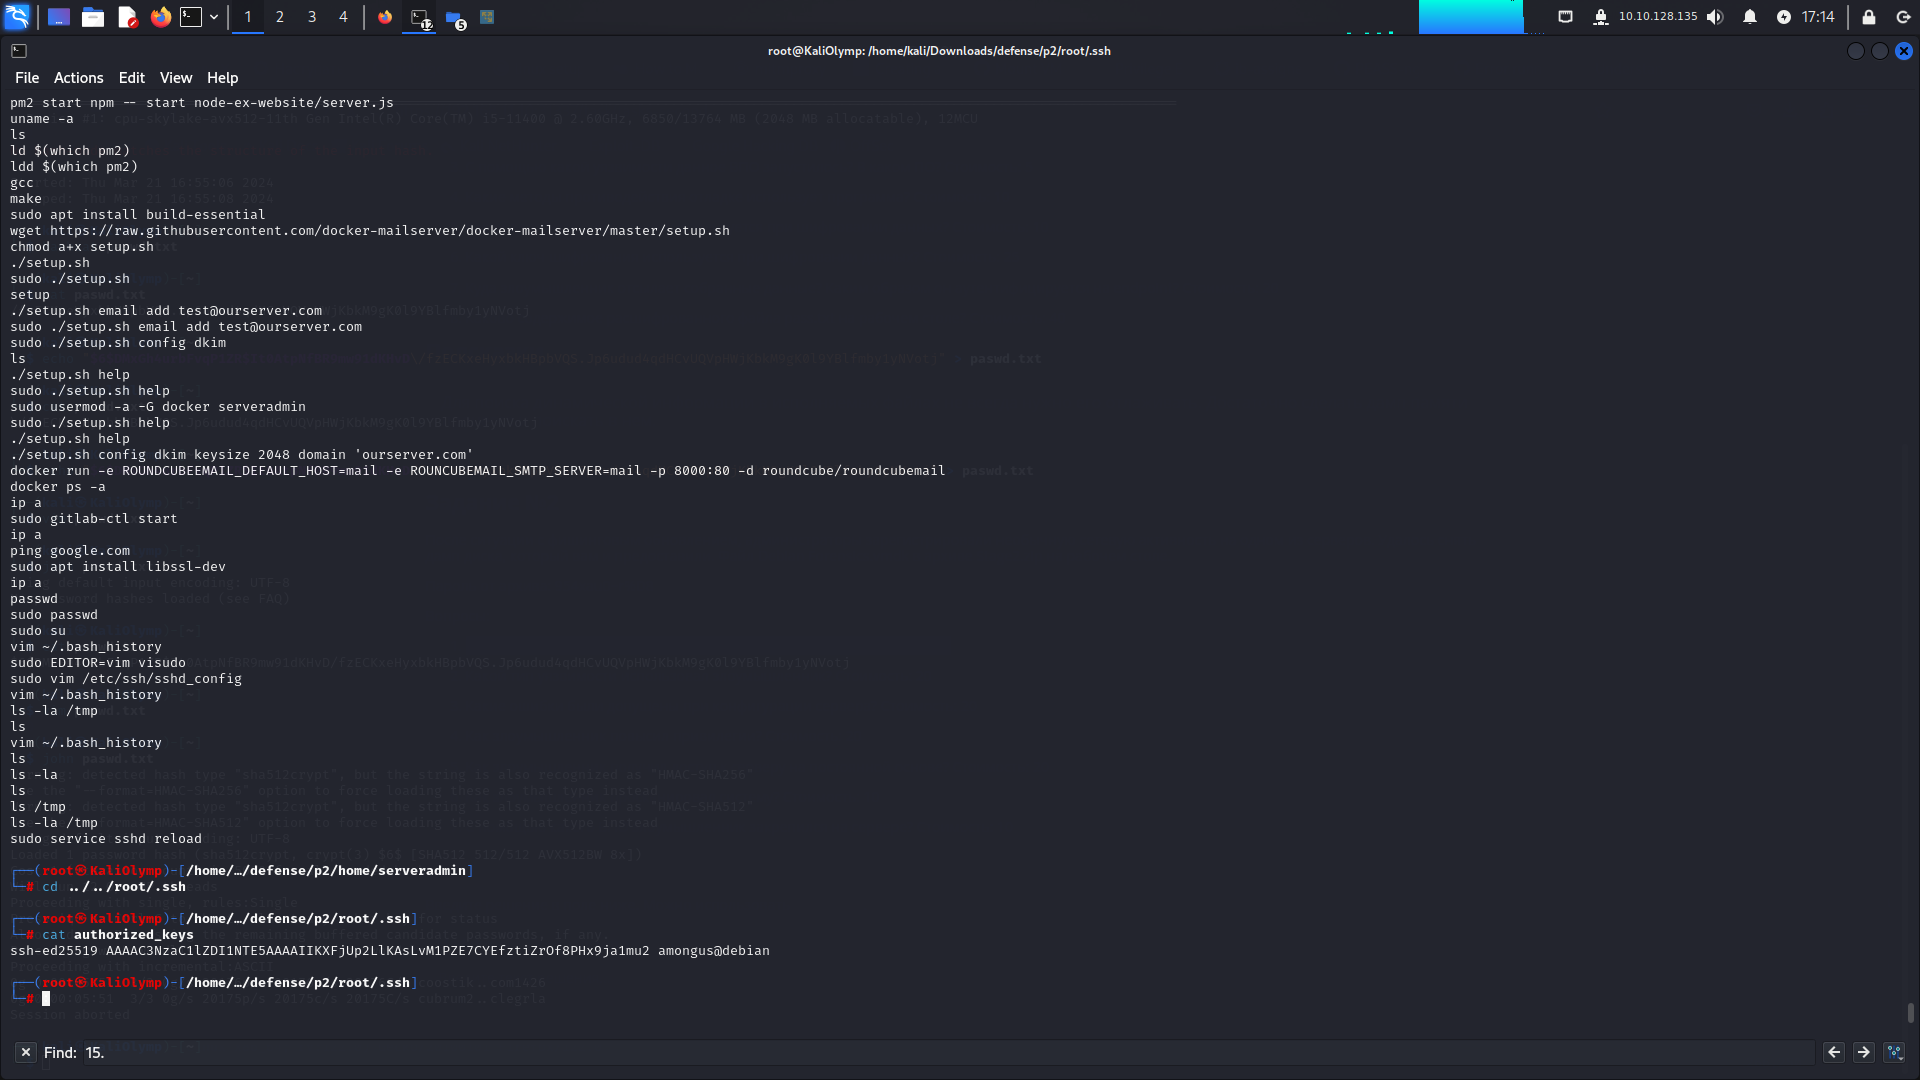 1 2 3 4 12 5 10.10.128.135 17:14
root@KaliOlymp: /home/kali/Downloads/defense/p2/root/.ssh
File Actions Edit View Help
pm2 start npm -- start node-ex-website/server.js
uname -a
ls
ld $(which pm2)
ldd $(which pm2)
gcc
make
sudo apt install build-essential
wget https://raw.githubusercontent.com/docker-mailserver/docker-mailserver/master/setup.sh
chmod a+x setup.sh
./setup.sh
sudo ./setup.sh
setup
./setup.sh email add test@ourserver.com
sudo ./setup.sh email add test@ourserver.com
sudo ./setup.sh config dkim
ls
./setup.sh help
sudo ./setup.sh help
sudo usermod -a -G docker serveradmin
sudo ./setup.sh help
./setup.sh help
./setup.sh config dkim keysize 2048 domain 'ourserver.com'
docker run -e ROUNDCUBEEMAIL_DEFAULT_HOST=mail -e ROUNCUBEMAIL_SMTP_SERVER=mail -p 8000:80 -d roundcube/roundcubemail
docker ps -a
ip a
sudo gitlab-ctl start
ip a
ping google.com
sudo apt install libssl-dev
ip a
passwd
sudo passwd
sudo su
vim ~/.bash_history
sudo EDITOR=vim visudo
sudo vim /etc/ssh/sshd_config
vim ~/.bash_history
ls -la /tmp
ls
vim ~/.bash_history
ls
ls -la
ls
ls /tmp
ls -la /tmp
sudo service sshd reload
┌──(root㉿KaliOlymp)-[/home/…/defense/p2/home/serveradmin]
└─# cd ../../root/.ssh
┌──(root㉿KaliOlymp)-[/home/…/defense/p2/root/.ssh]
└─# cat authorized_keys
ssh-ed25519 AAAAC3NzaC1lZDI1NTE5AAAAIIKXFjUp2LlKAsLvM1PZE7CYEfztiZrOf8PHx9ja1mu2 amongus@debian
┌──(root㉿KaliOlymp)-[/home/…/defense/p2/root/.ssh]
└─#
Find: 15.